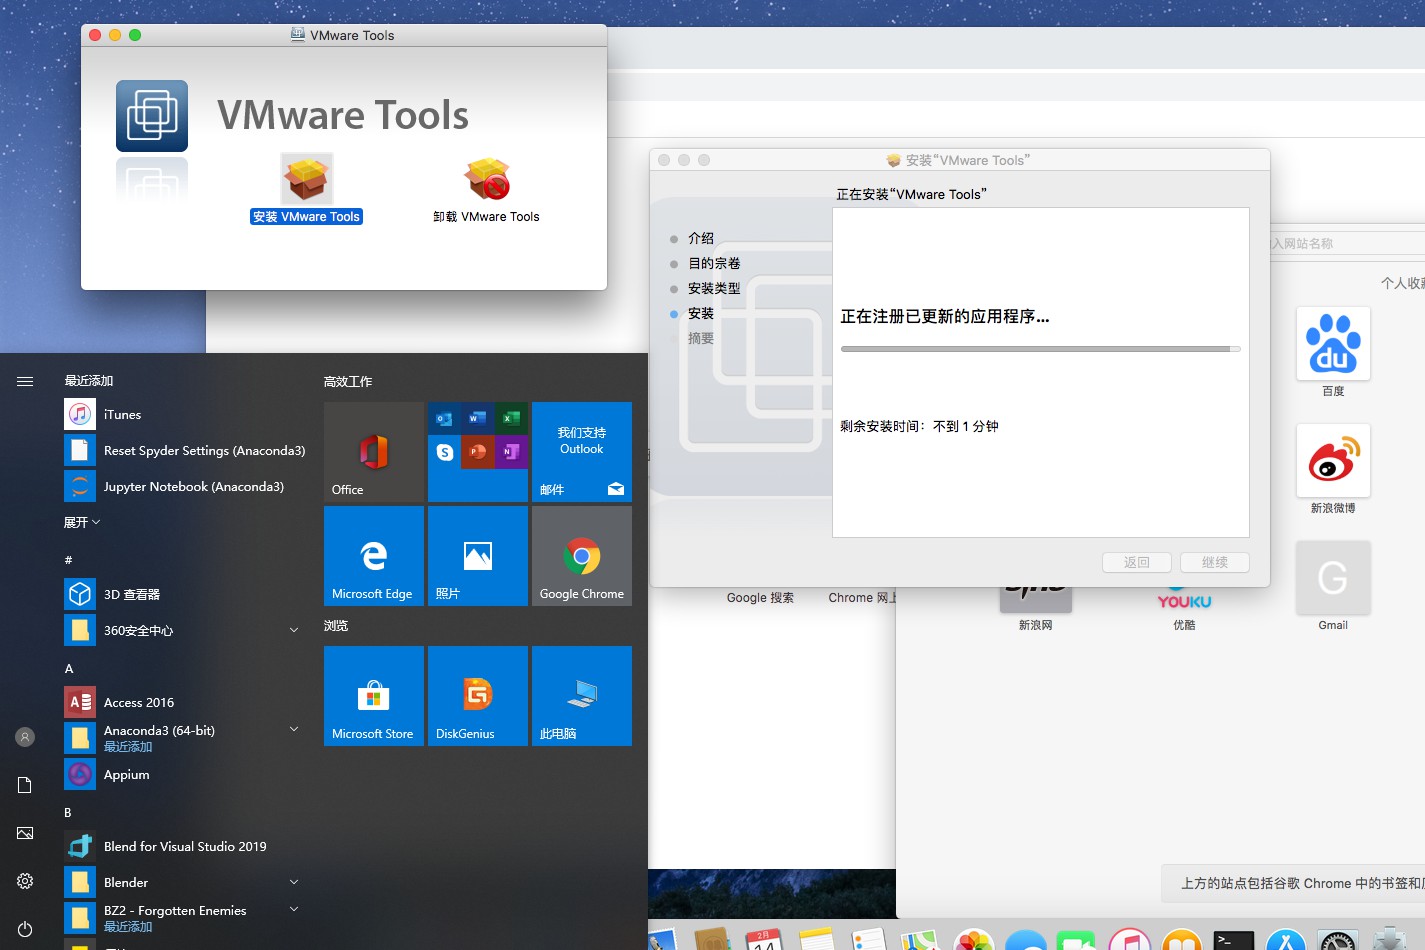 VMware Tools
VMware Tools
安装 VMware Tools
卸载 VMware Tools
安装“VMware Tools”
正在安装“VMware Tools”
介绍
目的宗卷
安装类型
安装
摘要
正在注册已更新的应用程序...
剩余安装时间：不到 1 分钟
返回
继续
入网站名称
个人收
du
百度
新浪微博
G
Gmail
YOUKU
优酷
新浪网
Google 搜索
Chrome 网上
上方的站点包括谷歌 Chrome 中的书签和
最近添加
iTunes
Reset Spyder Settings (Anaconda3)
Jupyter Notebook (Anaconda3)
展开
#
3D 查看器
360安全中心
A
Access 2016
Anaconda3 (64-bit)
最近添加
Appium
B
Blend for Visual Studio 2019
Blender
BZ2 - Forgotten Enemies
最近添加
高效工作
Office
我们支持
Outlook
邮件
Microsoft Edge
照片
Google Chrome
浏览
Microsoft Store
DiskGenius
此电脑
2月
14